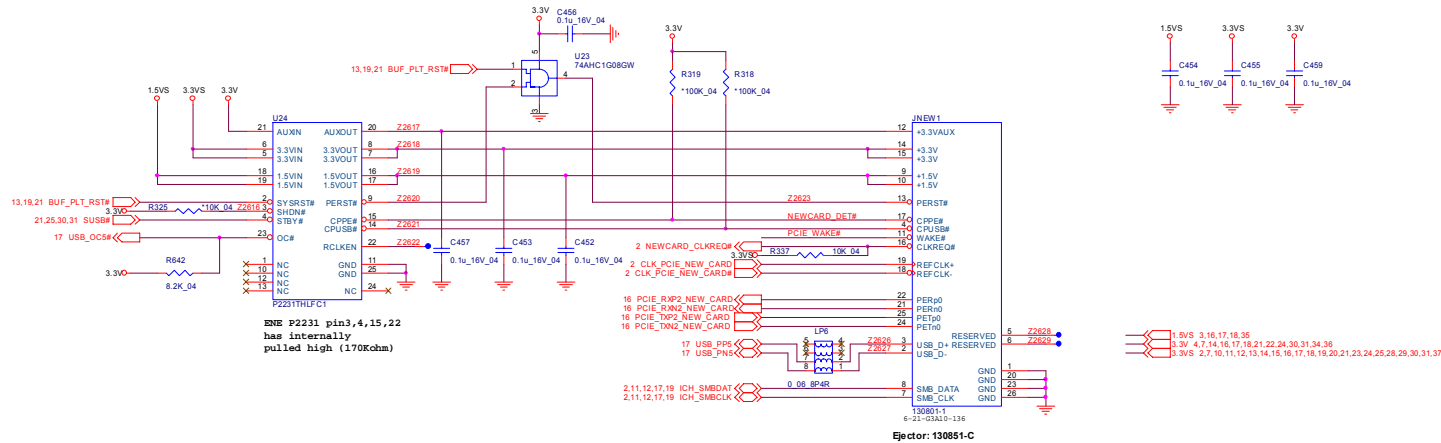 3.3V
C456
0.1u_16V_04
U23
74AHC1G08GW
5
1
2
4
3
13,19,21 BUF_PLT_RST#
3.3V
R319
*100K_04
R318
*100K_04
1.5VS
C454
0.1u_16V_04
3.3VS
C455
0.1u_16V_04
3.3V
C459
0.1u_16V_04
1.5VS
3.3VS
3.3V
U24
21 AUXIN AUXOUT 20 Z2617
6 3.3VIN 3.3VOUT 8 Z2618
5 3.3VIN 3.3VOUT 7
18 1.5VIN 1.5VOUT 16 Z2619
19 1.5VIN 1.5VOUT 17
13,19,21 BUF_PLT_RST# 2 SYSRST# PERST# 9 Z2620
3.3V R325 *10K_04 Z2616 3 SHDN#
21,25,30,31 SUSB# 4 STBY# CPPE# 15
CPUSB# 14 Z2621
17 USB_OC5# 23 OC# RCLKEN 22 Z2622
R642
3.3V
8.2K_04
1 NC GND 11
10 NC GND 25
12 NC
13 NC NC 24
P2231THLFC1
ENE P2231 pin3,4,15,22
has internally
pulled high (170Kohm)
C457
0.1u_16V_04
C453
0.1u_16V_04
C452
0.1u_16V_04
JNEW1
12 +3.3VAUX
14 +3.3V
15 +3.3V
9 +1.5V
10 +1.5V
Z2623 13 PERST#
NEWCARD_DET# 17 CPPE#
4 CPUSB#
PCIE_WAKE# 11 WAKE#
2 NEWCARD_CLKREQ# 16 CLKREQ#
3.3VS R337 10K_04
2 CLK_PCIE_NEW_CARD 19 REFCLK+
2 CLK_PCIE_NEW_CARD# 18 REFCLK-
16 PCIE_RXP2_NEW_CARD 22 PERp0
16 PCIE_RXN2_NEW_CARD 21 PERn0
16 PCIE_TXP2_NEW_CARD 25 PETp0
16 PCIE_TXN2_NEW_CARD 24 PETn0
RESERVED 5 Z2628
LP6
5 4
6 3
7 2
8 1
17 USB_PP5 Z2626 3 USB_D+ RESERVED 6 Z2629
17 USB_PN5 Z2627 2 USB_D-
0_06_8P4R
GND 1
GND 20
GND 23
GND 26
2,11,12,17,19 ICH_SMBDAT 8 SMB_DATA
2,11,12,17,19 ICH_SMBCLK 7 SMB_CLK
130801-1
6-21-G3A10-136
Ejector: 130851-C
1.5VS 3,16,17,18,35
3.3V 4,7,14,16,17,18,21,22,24,30,31,34,36
3.3VS 2,7,10,11,12,13,14,15,16,17,18,19,20,21,23,24,25,28,29,30,31,37